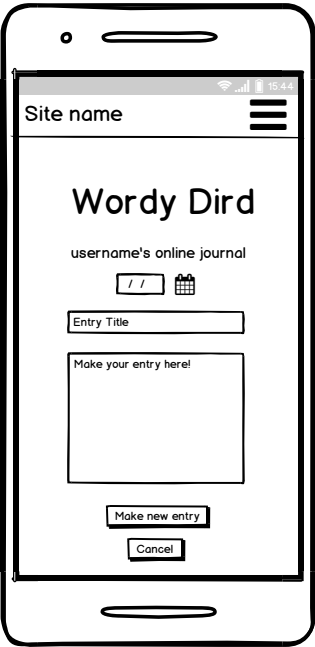 15:44
Site name
Wordy Dird
username's online journal
/ /
Entry Title
Make your entry here!
Make new entry
Cancel